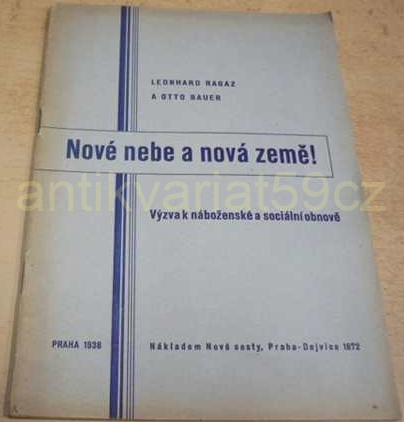 LEONHARD RAGAZ
A OTTO BAUER
Nové nebe a nová země!
antikvariat59cz
Výzva k náboženské a sociální obnově
PRAHA 1938
Nákladem Nové cesty, Praha-Dejvice 1872